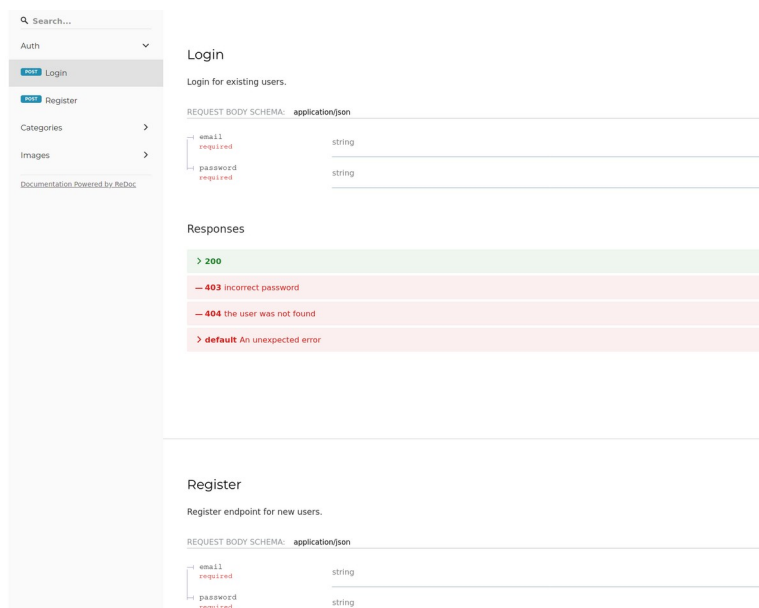 Search...
Auth
POST Login
POST Register
Categories
Images
Documentation Powered by ReDoc
Login
Login for existing users.
REQUEST BODY SCHEMA: application/json
email
required
string
password
required
string
Responses
200
403 incorrect password
404 the user was not found
default An unexpected error
Register
Register endpoint for new users.
REQUEST BODY SCHEMA: application/json
email
required
string
password
required
string